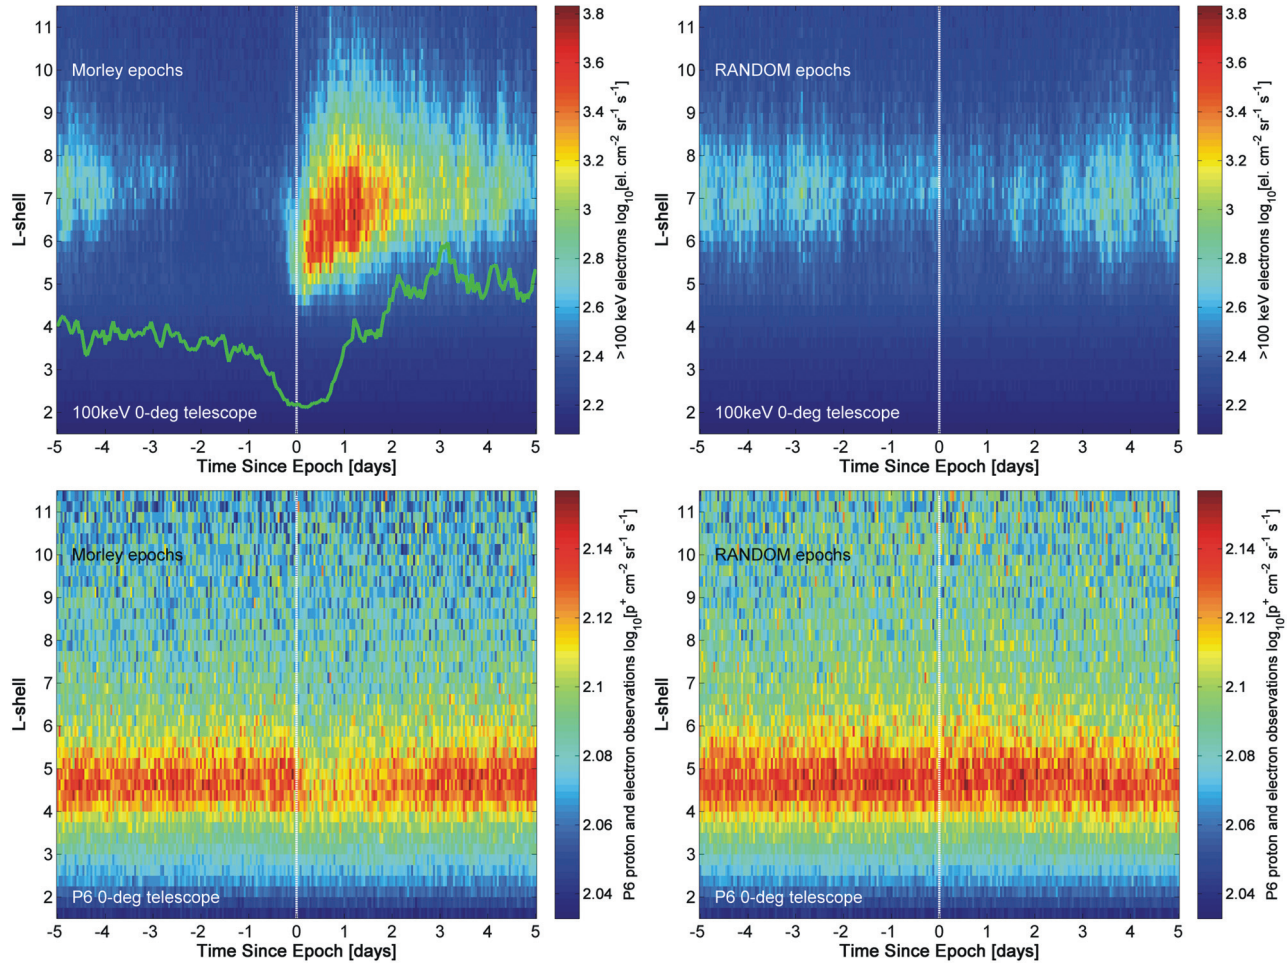 11
10
9
8
7
6
5
4
3
2
L-shell
Morley epochs
100keV 0-deg telescope
-5 -4 -3 -2 -1 0 1 2 3 4 5
Time Since Epoch [days]
3.8
3.6
3.4
3.2
3
2.8
2.6
2.4
2.2
>100 keV electrons log10[el. cm-2 sr-1 s-1]
11
10
9
8
7
6
5
4
3
2
L-shell
RANDOM epochs
100keV 0-deg telescope
-5 -4 -3 -2 -1 0 1 2 3 4 5
Time Since Epoch [days]
3.8
3.6
3.4
3.2
3
2.8
2.6
2.4
2.2
>100 keV electrons log10[el. cm-2 sr-1 s-1]
11
10
9
8
7
6
5
4
3
2
L-shell
Morley epochs
P6 0-deg telescope
-5 -4 -3 -2 -1 0 1 2 3 4 5
Time Since Epoch [days]
2.14
2.12
2.1
2.08
2.06
2.04
P6 proton and electron observations log10[p+ cm-2 sr-1 s-1]
11
10
9
8
7
6
5
4
3
2
L-shell
RANDOM epochs
P6 0-deg telescope
-5 -4 -3 -2 -1 0 1 2 3 4 5
Time Since Epoch [days]
2.14
2.12
2.1
2.08
2.06
2.04
P6 proton and electron observations log10[p+ cm-2 sr-1 s-1]